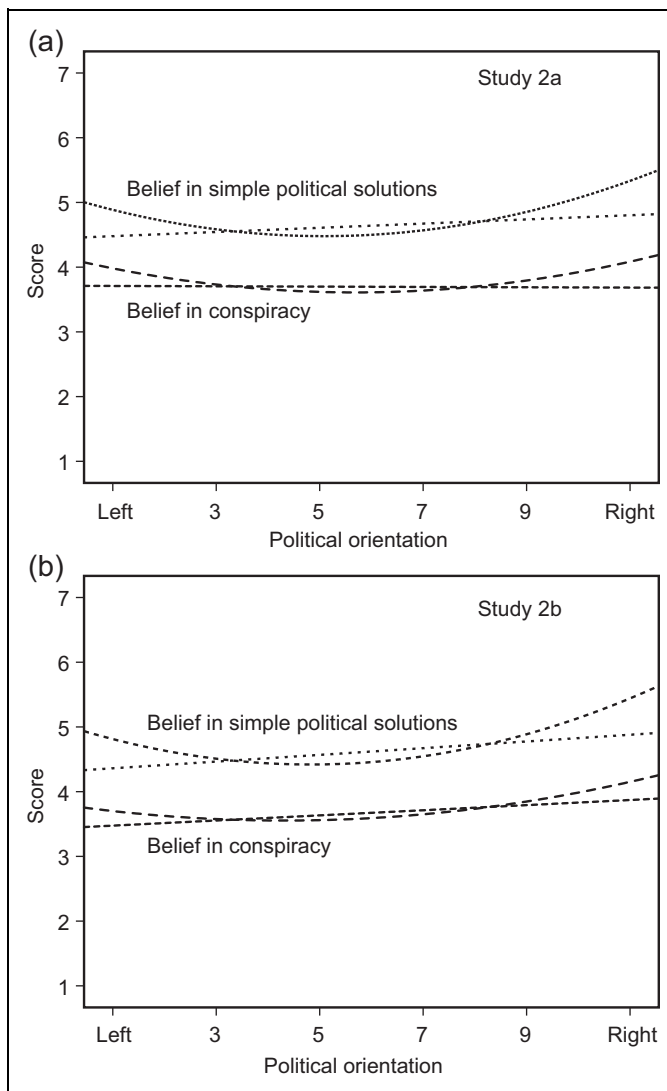 (a)
Study 2a
7
6
5
4
3
2
1
Score
Belief in simple political solutions
Belief in conspiracy
Left 3 5 7 9 Right
Political orientation
(b)
Study 2b
7
6
5
4
3
2
1
Score
Belief in simple political solutions
Belief in conspiracy
Left 3 5 7 9 Right
Political orientation